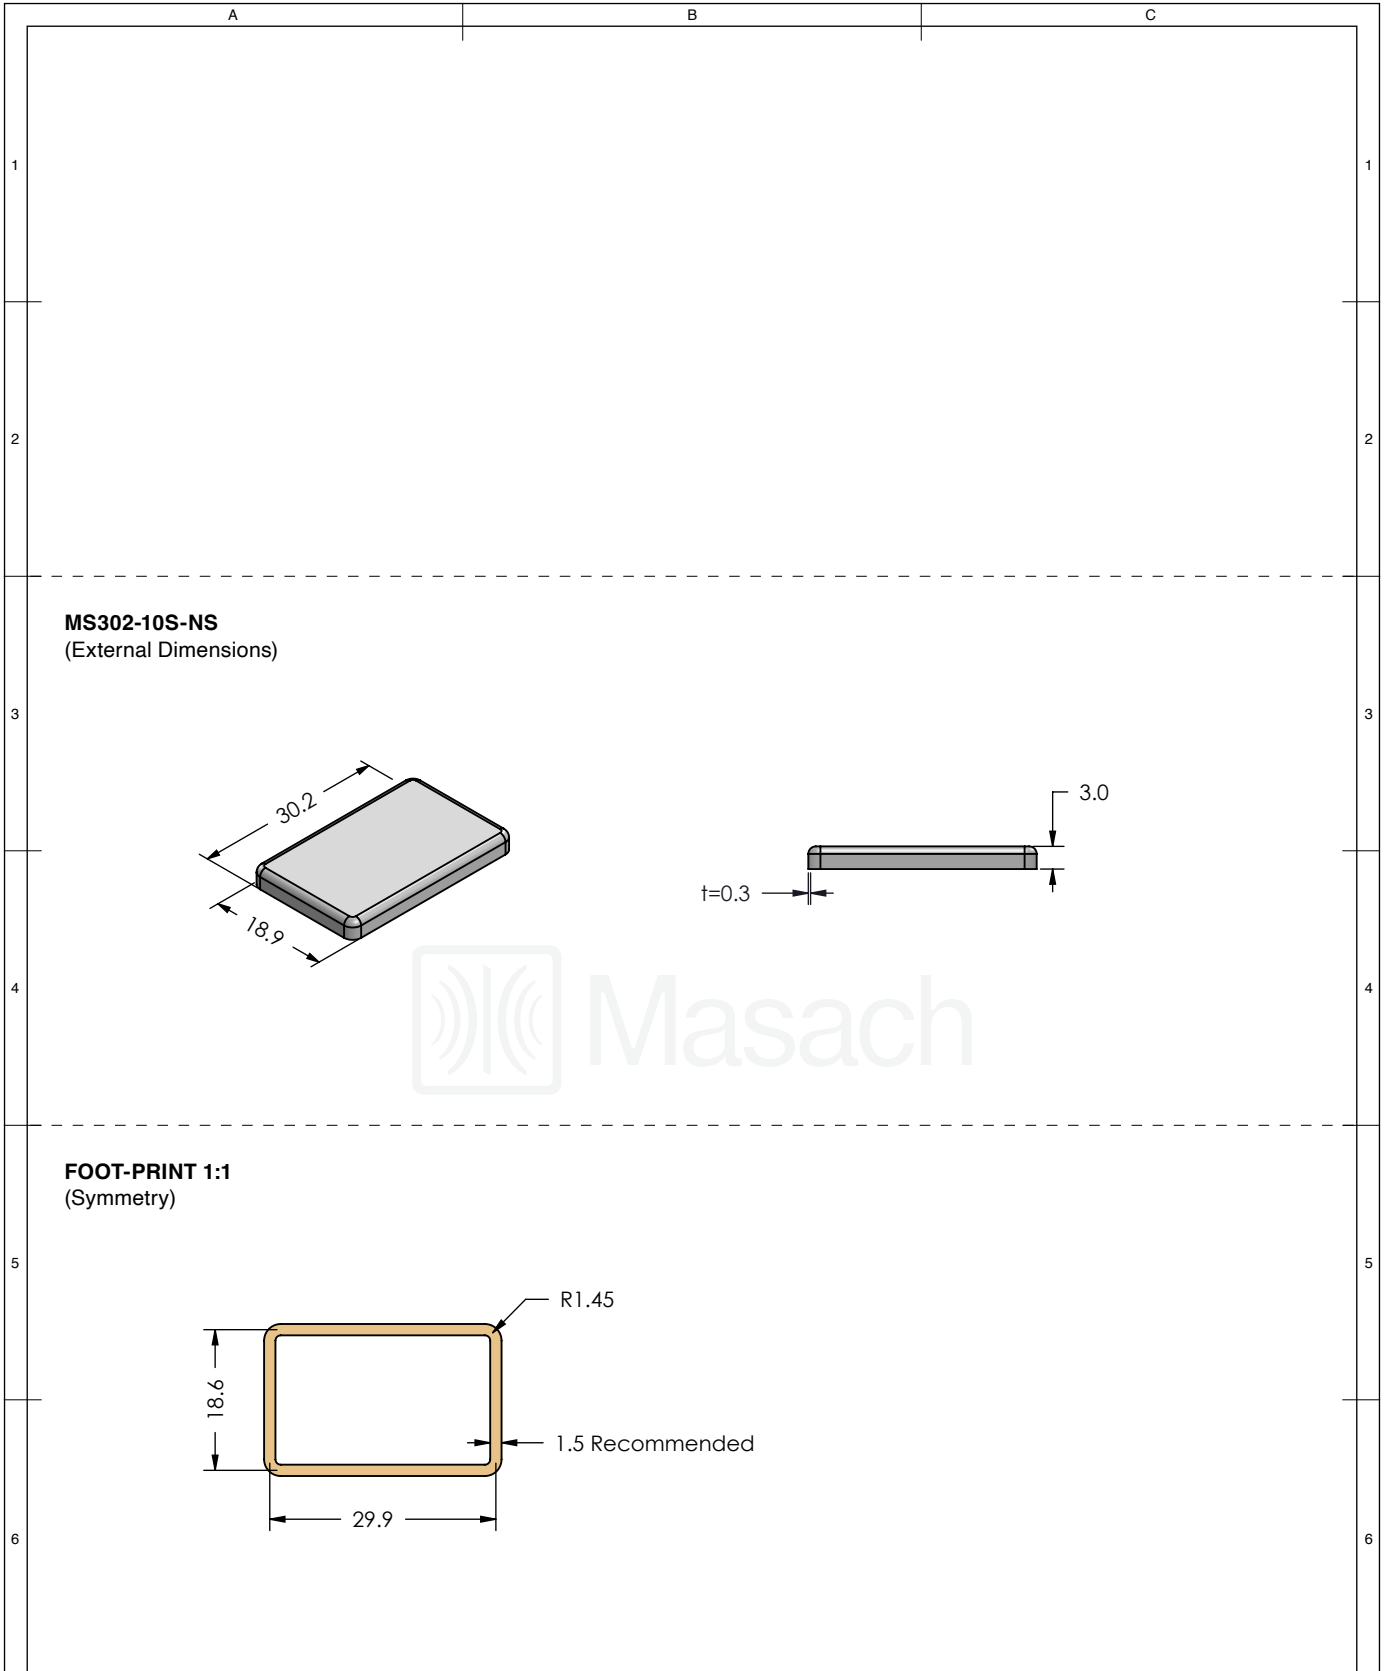 A B C
1 1
2 2
MS302-10S-NS
(External Dimensions)
3 3
30.2
3.0
t=0.3
18.9
4 4
Masach
FOOT-PRINT 1:1
(Symmetry)
5 5
R1.45
18.6
1.5 Recommended
29.9
6 6